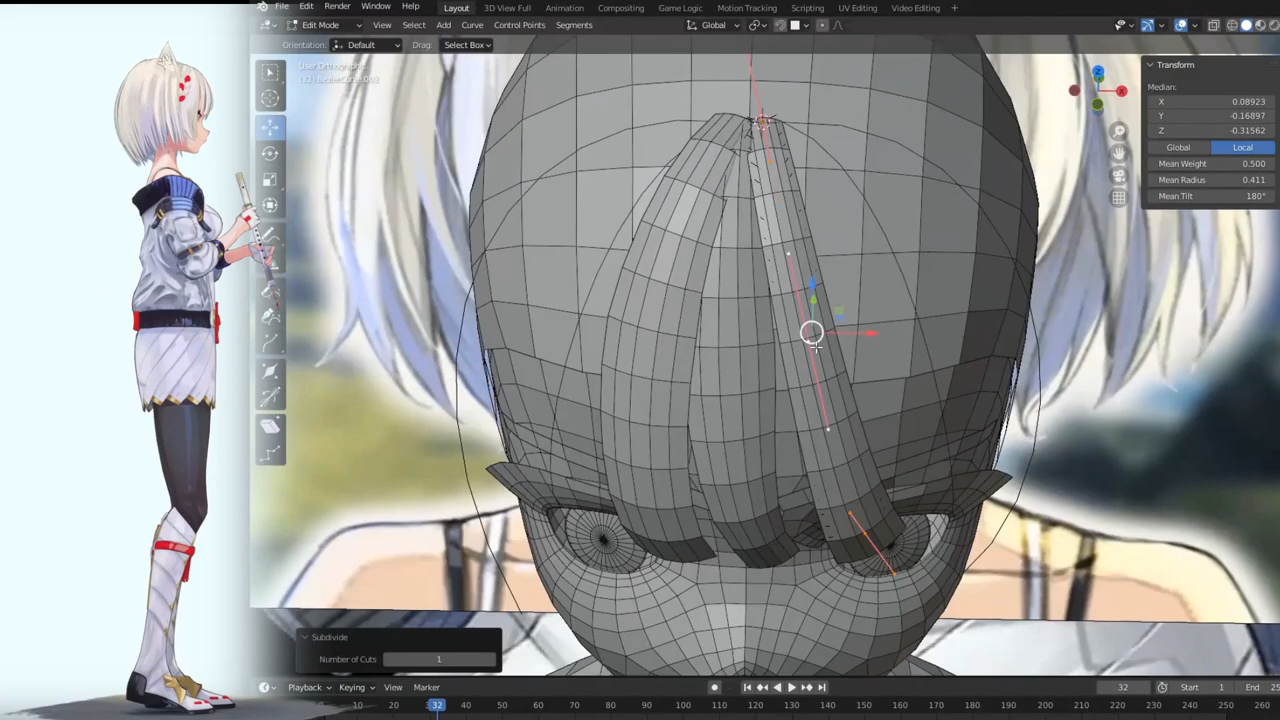 File Edit Render Window Help Layout 3D View Full Animation Compositing Game Logic Motion Tracking Scripting UV Editing Video Editing +
Edit Mode View Select Add Curve Control Points Segments Global
Orientation: Default Drag: Select Box
User Orthographic
Transform
Median:
X 0.08923
Y -0.16897
Z -0.31562
Global Local
Mean Weight 0.500
Mean Radius 0.411
Mean Tilt 180°
Z
X
Subdivide
Number of Cuts 1
Playback Keying View Marker 32 Start 1 End 25
10 20 32 40 50 60 70 80 90 100 110 120 130 140 150 160 170 180 190 200 210 220 230 240 250 260